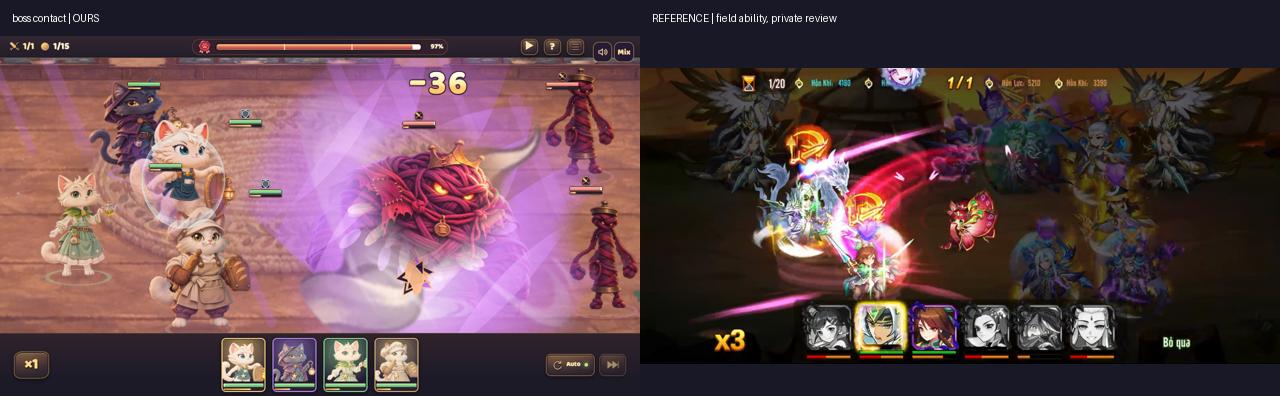 boss contact | OURS
REFERENCE | field ability, private review
1/1
1/15
97%
?
Mix
-36
×1
Auto
1/20
Hồn Khí: 4180
1/1
Hồn Lực: 5210
Hồn Khí: 3390
x3
Bỏ qua